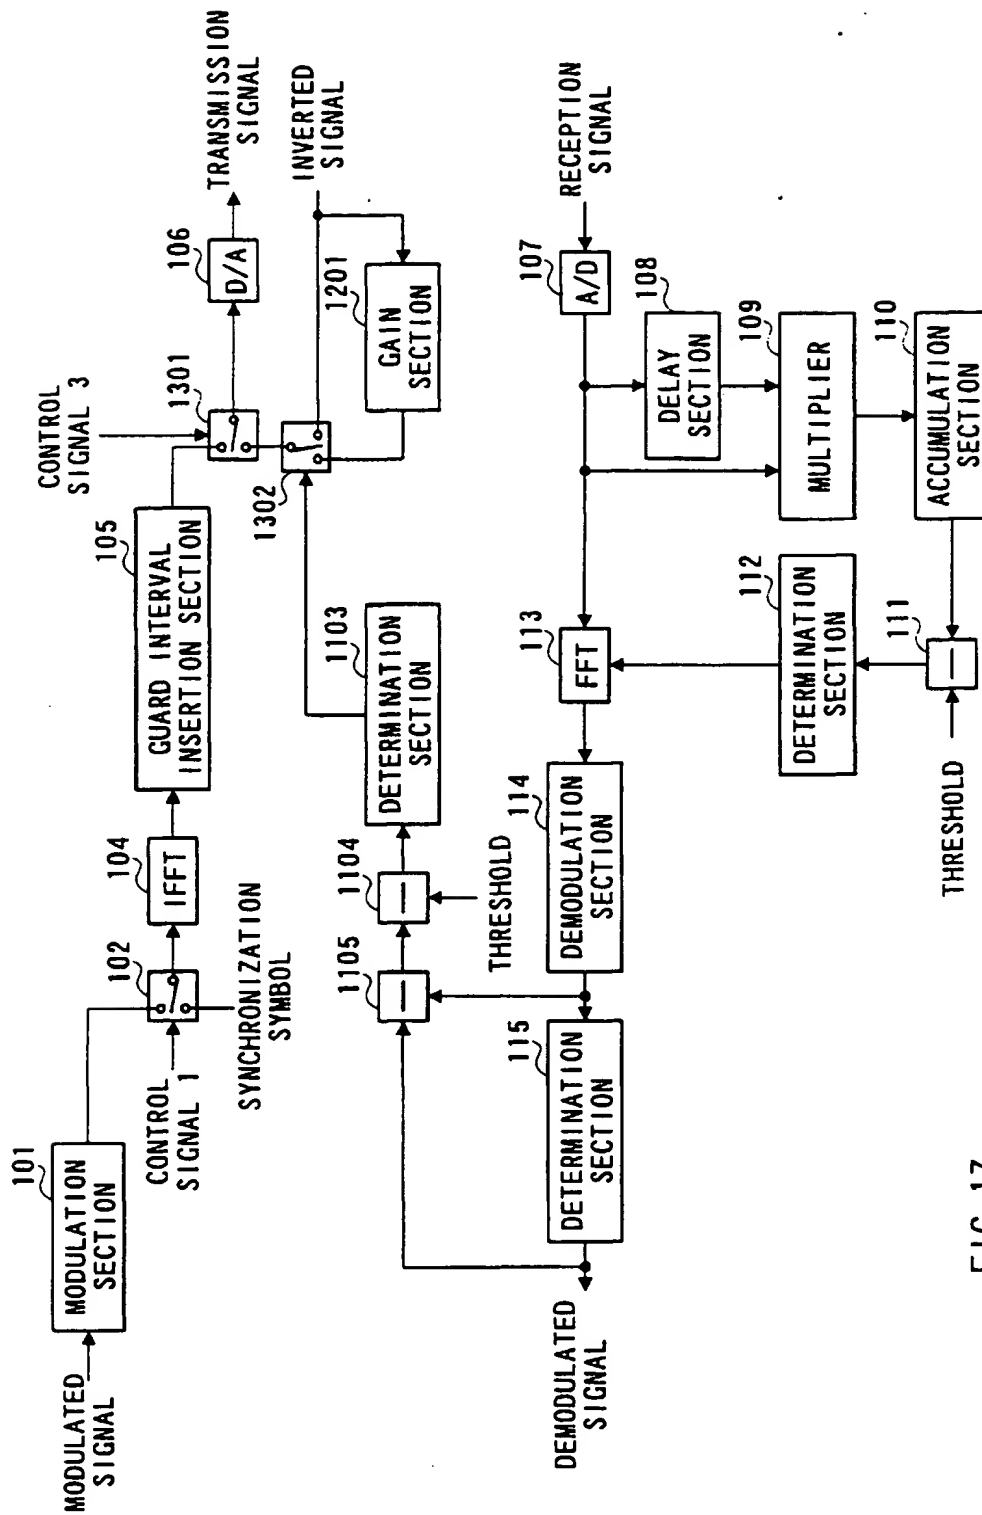 MODULATED
SIGNAL
101
MODULATION
SECTION
CONTROL
SIGNAL 1
102
SYNCHRONIZATION
SYMBOL
104
IFFT
105
GUARD INTERVAL
INSERTION SECTION
CONTROL
SIGNAL 3
1301
106
D/A
TRANSMISSION
SIGNAL
1302
INVERTED
SIGNAL
1201
GAIN
SECTION
1103
DETERMINATION
SECTION
1104
THRESHOLD
1105
RECEPTION
SIGNAL
107
A/D
108
DELAY
SECTION
109
MULTIPLIER
110
ACCUMULATION
SECTION
111
THRESHOLD
112
DETERMINATION
SECTION
113
FFT
114
DEMODULATION
SECTION
115
DETERMINATION
SECTION
DEMODULATED
SIGNAL
FIG. 17